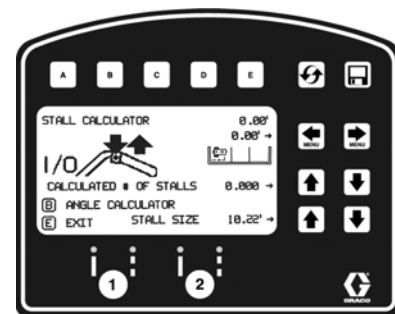 A B C D E
STALL CALCULATOR 0.00'
0.00' →
MENU MENU
I/O
CALCULATED # OF STALLS 0.000 →
B ANGLE CALCULATOR
E EXIT STALL SIZE 10.22' →
1 2
GRACO